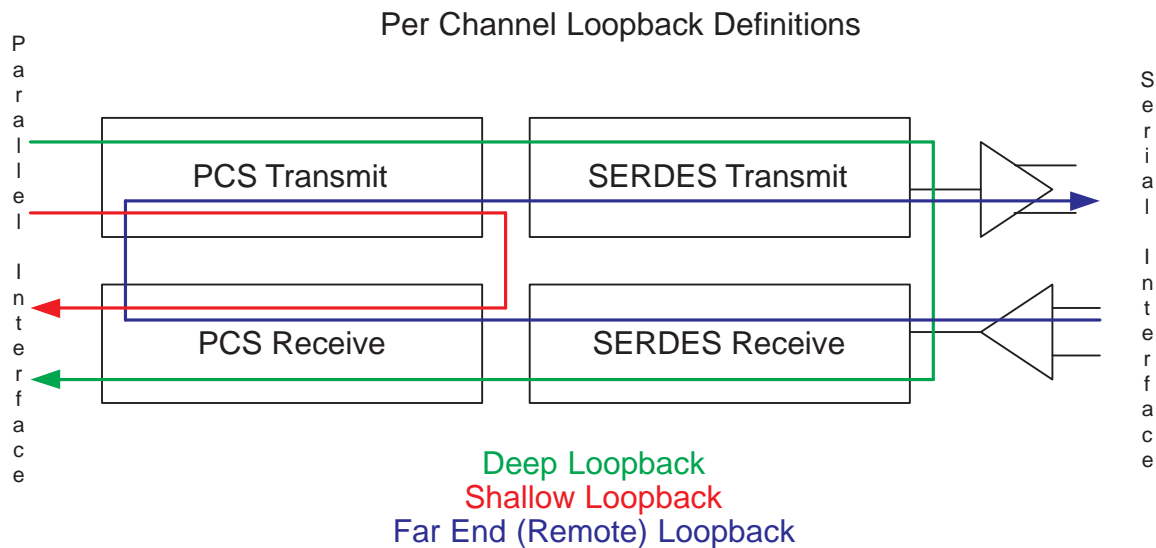 Per Channel Loopback Definitions
Parallel Interface
Serial Interface
PCS Transmit
SERDES Transmit
PCS Receive
SERDES Receive
Deep Loopback
Shallow Loopback
Far End (Remote) Loopback